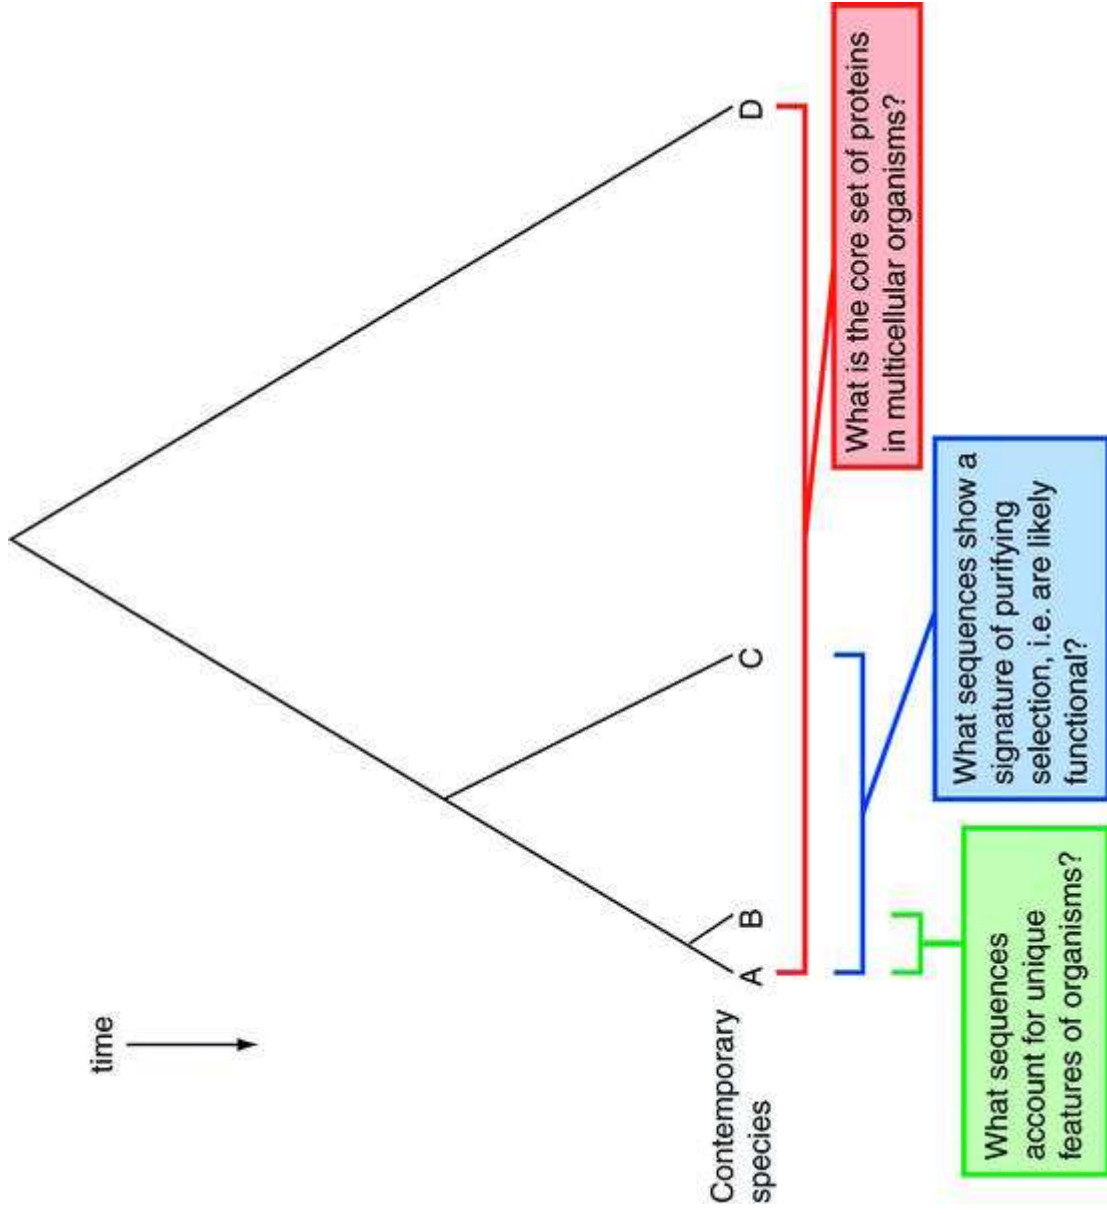 time
Contemporary
species
A
B
C
D
What sequences
account for unique
features of organisms?
What sequences show a
signature of purifying
selection, i.e. are likely
functional?
What is the core set of proteins
in multicellular organisms?